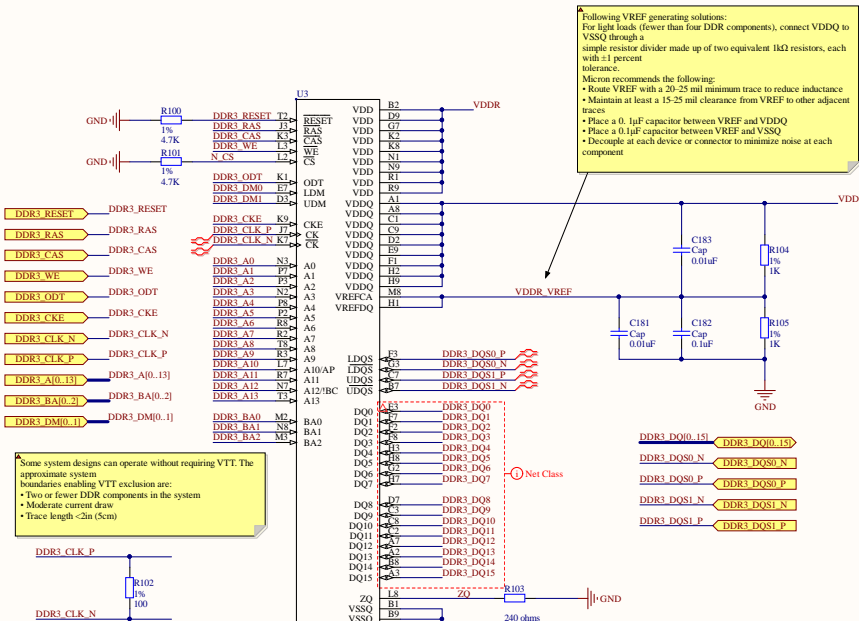 Following VREF generating solutions:
For light loads (fewer than four DDR components), connect VDDQ to
VSSQ through a
simple resistor divider made up of two equivalent 1kΩ resistors, each
with ±1 percent
tolerance.
Micron recommends the following:
• Route VREF with a 20–25 mil minimum trace to reduce inductance
• Maintain at least a 15-25 mil clearance from VREF to other adjacent
traces
• Place a 0. 1μF capacitor between VREF and VDDQ
• Place a 0.1μF capacitor between VREF and VSSQ
• Decouple at each device or connector to minimize noise at each
component
U3
GND
R100
1%
4.7K
GND
R101
1%
4.7K
DDR3_RESET T2 RESET
DDR3_RAS J3 RAS
DDR3_CAS K3 CAS
DDR3_WE L3 WE
N_CS L2 CS
DDR3_ODT K1 ODT
DDR3_DM0 E7 LDM
DDR3_DM1 D3 UDM
DDR3_CKE K9 CKE
DDR3_CLK_P J7 CK
DDR3_CLK_N K7 CK
DDR3_A0 N3 A0
DDR3_A1 P7 A1
DDR3_A2 P3 A2
DDR3_A3 N2 A3
DDR3_A4 P8 A4
DDR3_A5 P2 A5
DDR3_A6 R8 A6
DDR3_A7 R2 A7
DDR3_A8 T8 A8
DDR3_A9 R3 A9
DDR3_A10 L7 A10/AP
DDR3_A11 R7 A11
DDR3_A12 N7 A12/!BC
DDR3_A13 T3 A13
DDR3_BA0 M2 BA0
DDR3_BA1 N8 BA1
DDR3_BA2 M3 BA2
VDD B2 VDDR
VDD D9
VDD G7
VDD K2
VDD K8
VDD N1
VDD N9
VDD R1
VDD R9
VDDQ A1 VDD
VDDQ A8
VDDQ C1
VDDQ C9
VDDQ D2
VDDQ E9
VDDQ F1
VDDQ H2
VDDQ H9
VREFCA M8 VDDR_VREF
VREFDQ H1
C183
Cap
0.01uF
R104
1%
1K
C181
Cap
0.01uF
C182
Cap
0.1uF
R105
1%
1K
GND
LDQS F3 DDR3_DQS0_P
LDQS G3 DDR3_DQS0_N
UDQS C7 DDR3_DQS1_P
UDQS B7 DDR3_DQS1_N
DQ0 E3 DDR3_DQ0
DQ1 F7 DDR3_DQ1
DQ2 F2 DDR3_DQ2
DQ3 F8 DDR3_DQ3
DQ4 H3 DDR3_DQ4
DQ5 H8 DDR3_DQ5
DQ6 G2 DDR3_DQ6
DQ7 H7 DDR3_DQ7
i Net Class
DQ8 D7 DDR3_DQ8
DQ9 C3 DDR3_DQ9
DQ10 C8 DDR3_DQ10
DQ11 C2 DDR3_DQ11
DQ12 A7 DDR3_DQ12
DQ13 A2 DDR3_DQ13
DQ14 B8 DDR3_DQ14
DQ15 A3 DDR3_DQ15
ZQ L8 ZQ
R103
240 ohms
GND
VSSQ B1
VSSQ B9
DDR3_RESET DDR3_RESET
DDR3_RAS DDR3_RAS
DDR3_CAS DDR3_CAS
DDR3_WE DDR3_WE
DDR3_ODT DDR3_ODT
DDR3_CKE DDR3_CKE
DDR3_CLK_N DDR3_CLK_N
DDR3_CLK_P DDR3_CLK_P
DDR3_A[0..13] DDR3_A[0..13]
DDR3_BA[0..2] DDR3_BA[0..2]
DDR3_DM[0..1] DDR3_DM[0..1]
DDR3_DQ[0..15] DDR3_DQ[0..15]
DDR3_DQS0_N DDR3_DQS0_N
DDR3_DQS0_P DDR3_DQS0_P
DDR3_DQS1_N DDR3_DQS1_N
DDR3_DQS1_P DDR3_DQS1_P
Some system designs can operate without requiring VTT. The
approximate system
boundaries enabling VTT exclusion are:
• Two or fewer DDR components in the system
• Moderate current draw
• Trace length <2in (5cm)
DDR3_CLK_P
R102
1%
100
DDR3_CLK_N